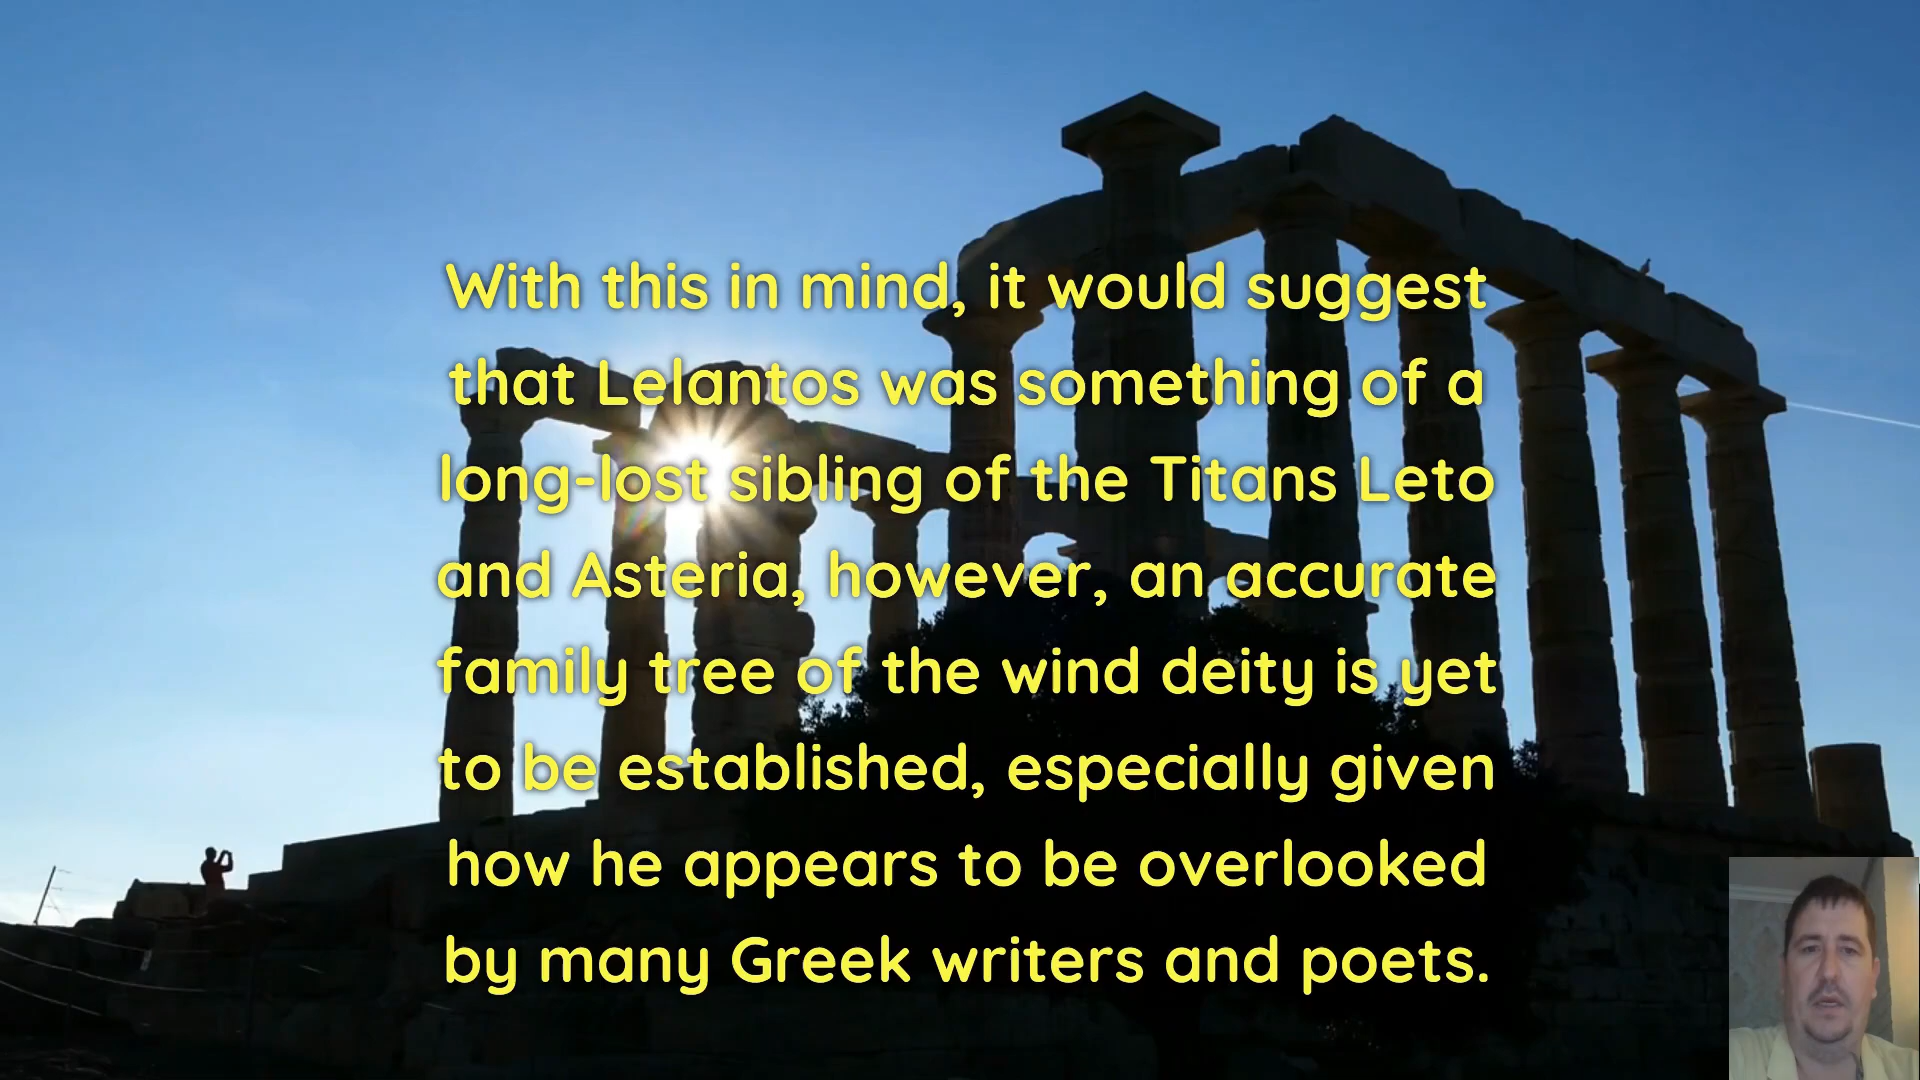 With this in mind, it would suggest
that Lelantos was something of a
long-lost sibling of the Titans Leto
and Asteria, however, an accurate
family tree of the wind deity is yet
to be established, especially given
how he appears to be overlooked
by many Greek writers and poets.